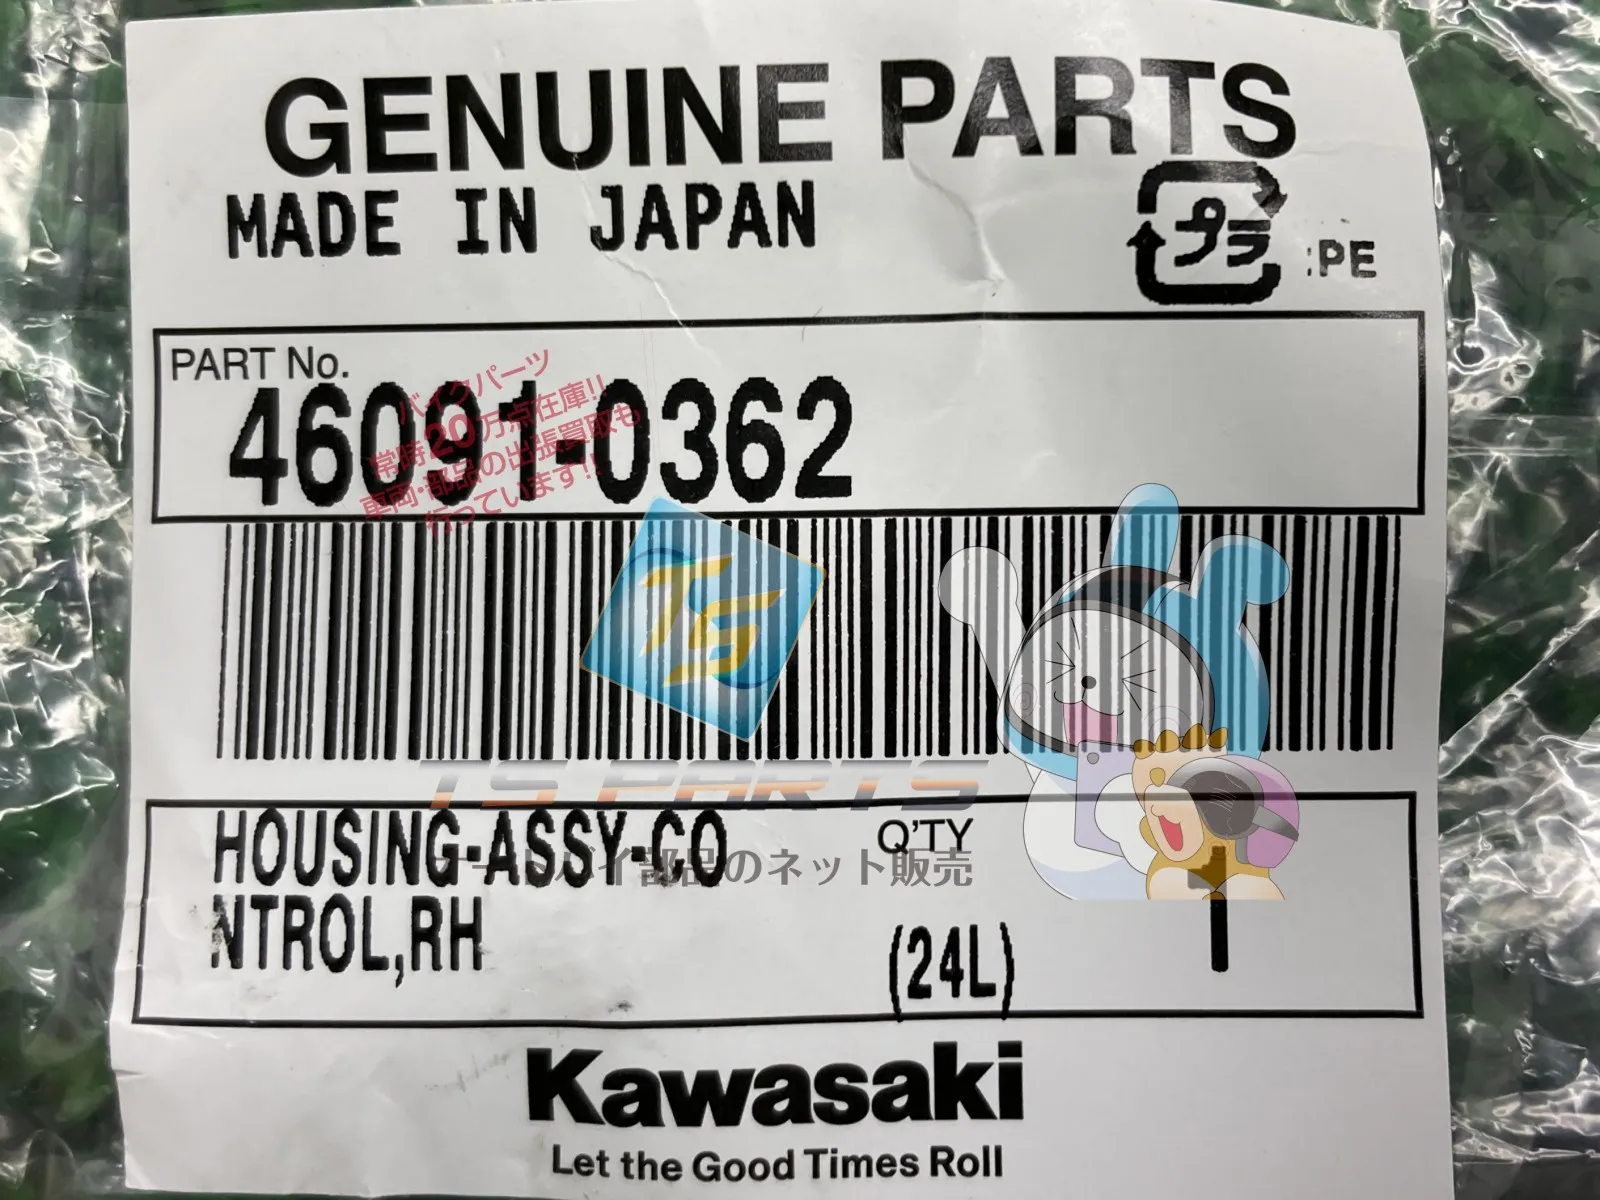 GENUINE PARTS
MADE IN JAPAN
プラ
:PE
PART No.
46091-0362
バイクパーツ
常時20万点在庫!!
車両・部品の出張買取も
行っています!!
TS
TS PARTS
オートバイ部品のネット販売
HOUSING-ASSY-CO
NTROL,RH
Q'TY
(24L)
1
Kawasaki
Let the Good Times Roll